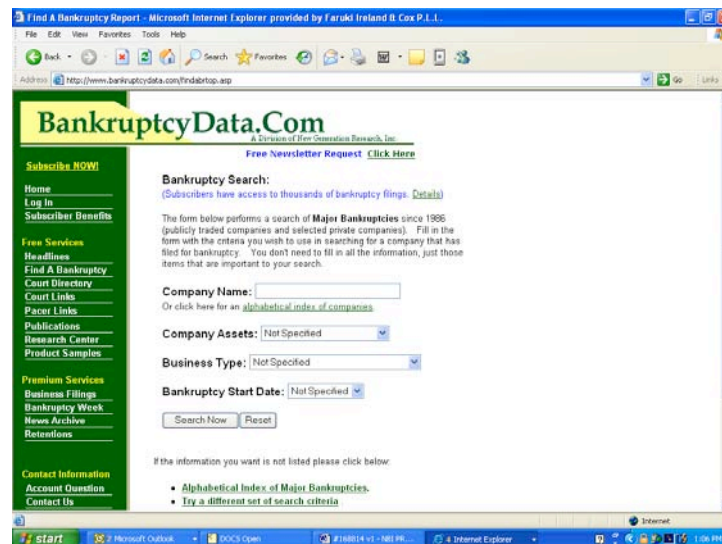 Find A Bankruptcy Report - Microsoft Internet Explorer provided by Faruki Ireland & Cox P.L.L.
File Edit View Favorites Tools Help
Back Search Favorites
Address http://www.bankruptcydata.com/findabrtop.asp Go Links
BankruptcyData.Com
A Division of New Generation Research, Inc.
Free Newsletter Request Click Here
Subscribe NOW!
Home
Log In
Subscriber Benefits
Free Services
Headlines
Find A Bankruptcy
Court Directory
Court Links
Pacer Links
Publications
Research Center
Product Samples
Premium Services
Business Filings
Bankruptcy Week
News Archive
Retentions
Contact Information
Account Question
Contact Us
Bankruptcy Search:
(Subscribers have access to thousands of bankruptcy filings. Details)
The form below performs a search of Major Bankruptcies since 1986
(publicly traded companies and selected private companies). Fill in the
form with the criteria you wish to use in searching for a company that has
filed for bankruptcy. You don't need to fill in all the information, just those
items that are important to your search.
Company Name:
Or click here for an alphabetical index of companies.
Company Assets: Not Specified
Business Type: Not Specified
Bankruptcy Start Date: Not Specified
Search Now Reset
If the information you want is not listed please click below:
Alphabetical Index of Major Bankruptcies.
Try a different set of search criteria
Internet
start 2 Microsoft Outlook DOCS Open #168814 v1 - NEI PR... 4 Internet Explorer 1:06 PM